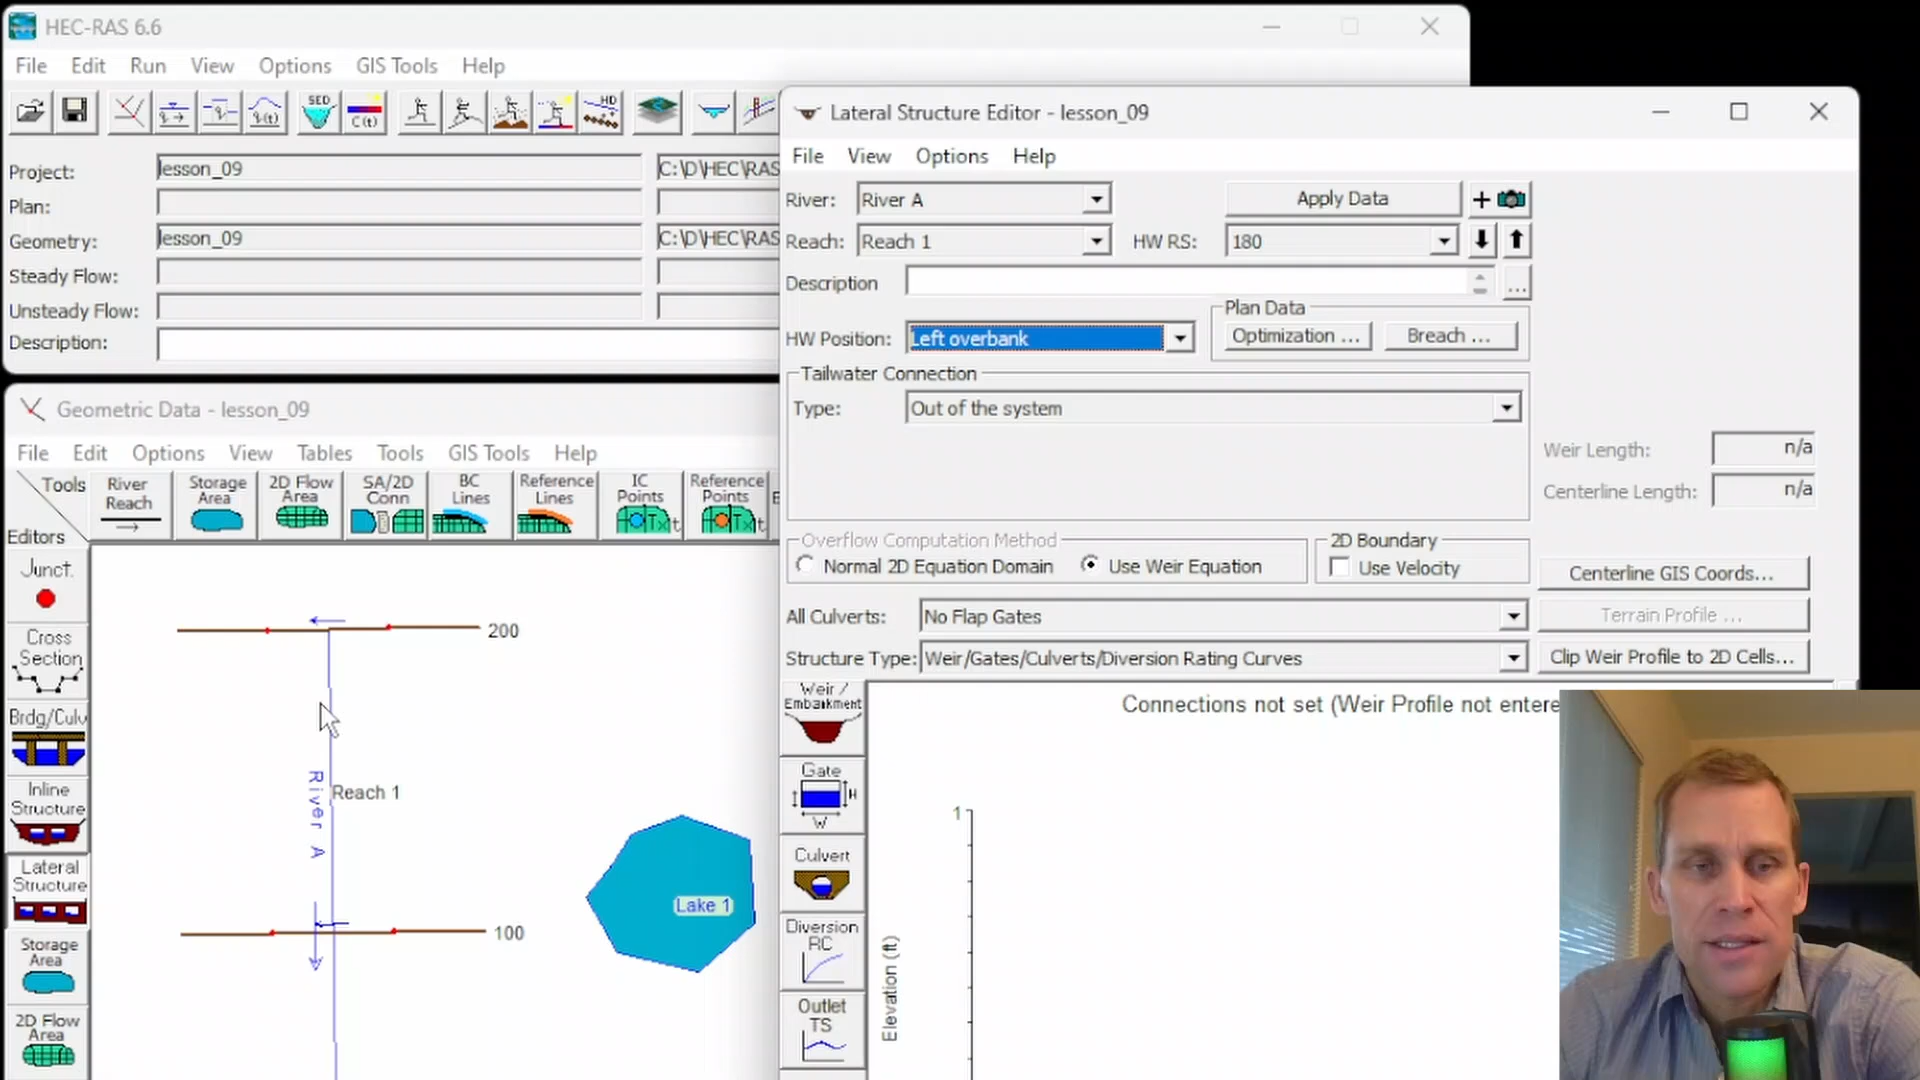 HEC-RAS 6.6
File Edit Run View Options GIS Tools Help
SED
C(t)
HD
Project: lesson_09 C:\D\HEC\RAS
Plan:
Geometry: lesson_09 C:\D\HEC\RAS
Steady Flow:
Unsteady Flow:
Description:
Lateral Structure Editor - lesson_09
File View Options Help
River: River A Apply Data +
Reach: Reach 1 HW RS: 180
Description ...
HW Position: Left overbank
Plan Data
Optimization ... Breach ...
Tailwater Connection
Type: Out of the system
Weir Length: n/a
Centerline Length: n/a
Overflow Computation Method
Normal 2D Equation Domain Use Weir Equation
2D Boundary
Use Velocity
Centerline GIS Coords...
All Culverts: No Flap Gates
Terrain Profile ...
Structure Type: Weir/Gates/Culverts/Diversion Rating Curves
Clip Weir Profile to 2D Cells...
Weir /
Embankment
Gate
H
W
Culvert
Diversion
RC
Outlet
TS
Connections not set (Weir Profile not entere
1
Elevation (ft)
Geometric Data - lesson_09
File Edit Options View Tables Tools GIS Tools Help
Tools
Editors
River
Reach
Storage
Area
2D Flow
Area
SA/2D
Conn
BC
Lines
Reference
Lines
IC
Points
Reference
Points
Junct.
Cross
Section
Brdg/Culv
Inline
Structure
Lateral
Structure
Storage
Area
2D Flow
Area
200
Reach 1
River A
100
Lake 1